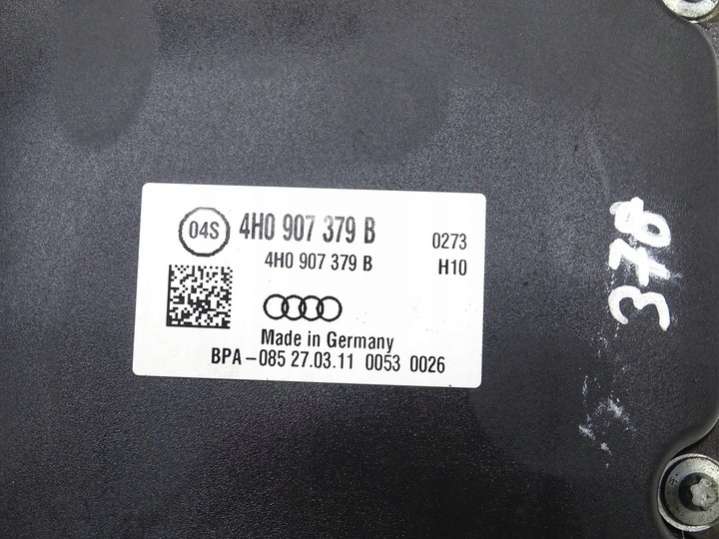 04S 4H0 907 379 B 0273
4H0 907 379 B H10
Made in Germany
BPA-085 27.03.11 0053 0026
378